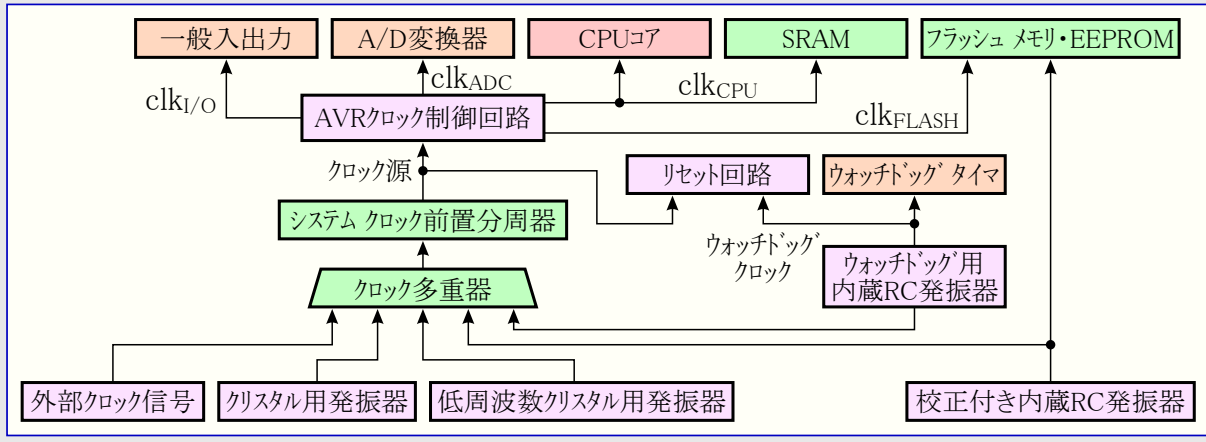 一般入出力
A/D変換器
CPUコア
SRAM
フラッシュ メモリ・EEPROM
clkI/O
clkADC
clkCPU
clkFLASH
AVRクロック制御回路
クロック源
リセット回路
ウォッチドッグ タイマ
システム クロック前置分周器
ウォッチドッグ
クロック
ウォッチドッグ用
内蔵RC発振器
クロック多重器
外部クロック信号
クリスタル用発振器
低周波数クリスタル用発振器
校正付き内蔵RC発振器